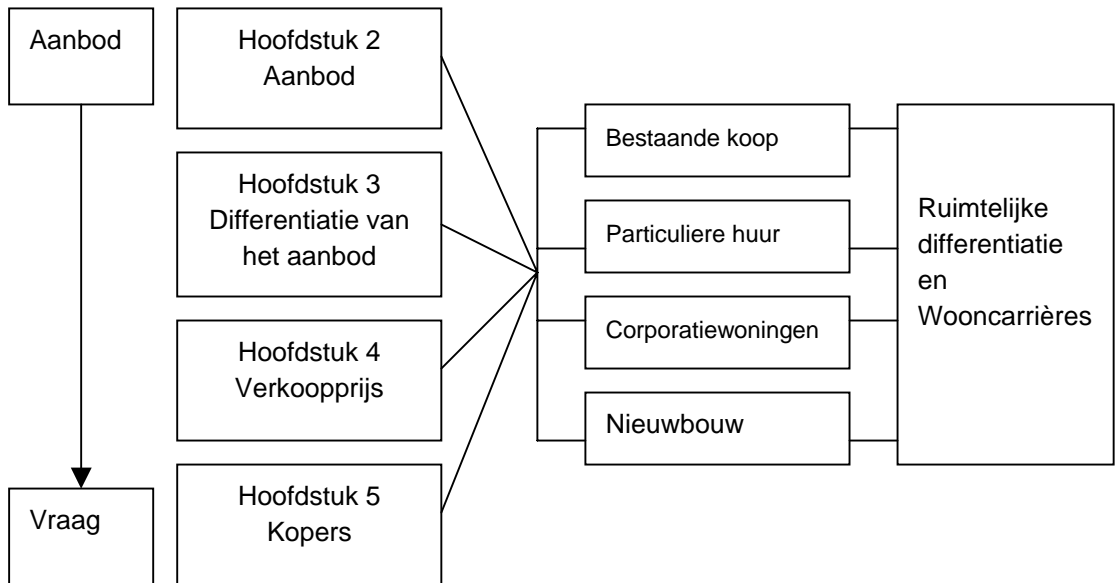 Aanbod
Vraag
Hoofdstuk 2
Aanbod
Hoofdstuk 3
Differentiatie van
het aanbod
Hoofdstuk 4
Verkoopprijs
Hoofdstuk 5
Kopers
Bestaande koop
Particuliere huur
Corporatiewoningen
Nieuwbouw
Ruimtelijke
differentiatie
en
Wooncarrières